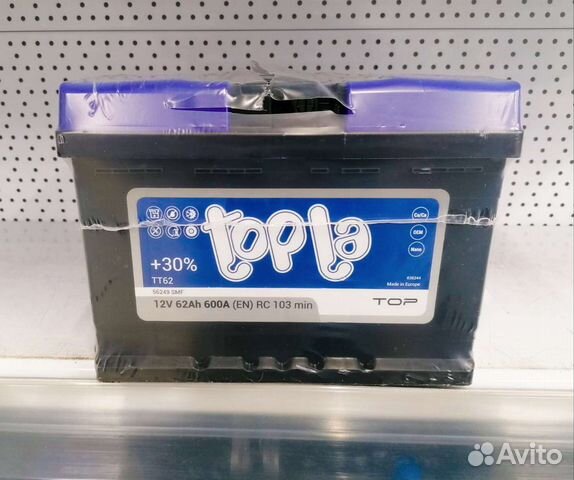 topla
Ca/Ca
OEM
Nano
+30%
TT62
56249 SMF
12V 62Ah 600A (EN) RC 103 min
Made in Europe
TOP
Avito